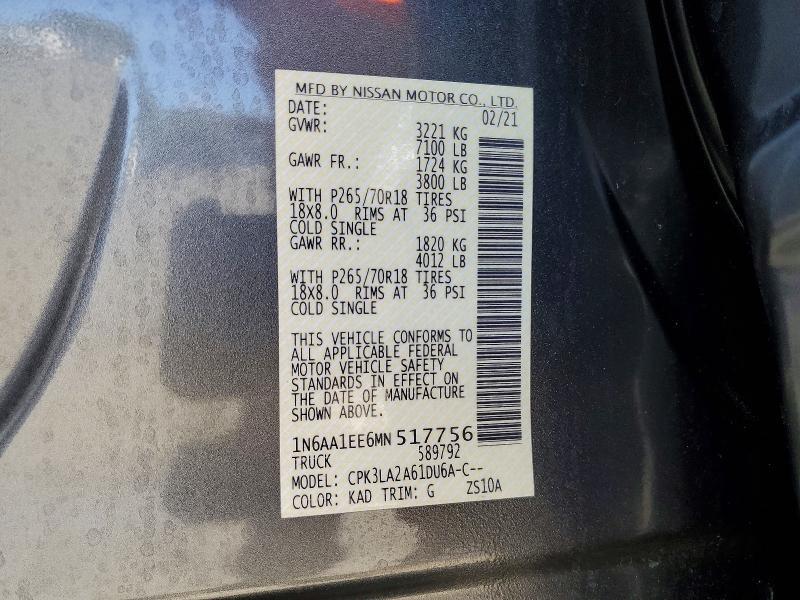 MFD BY NISSAN MOTOR CO., LTD.
DATE: 02/21
GVWR: 3221 KG
7100 LB
GAWR FR.: 1724 KG
3800 LB
WITH P265/70R18 TIRES
18X8.0 RIMS AT 36 PSI
COLD SINGLE
GAWR RR.: 1820 KG
4012 LB
WITH P265/70R18 TIRES
18X8.0 RIMS AT 36 PSI
COLD SINGLE
THIS VEHICLE CONFORMS TO
ALL APPLICABLE FEDERAL
MOTOR VEHICLE SAFETY
STANDARDS IN EFFECT ON
THE DATE OF MANUFACTURE
SHOWN ABOVE.
1N6AA1EE6MN517756
TRUCK 589792
MODEL: CPK3LA2A61DU6A-C--
COLOR: KAD TRIM: G ZS10A